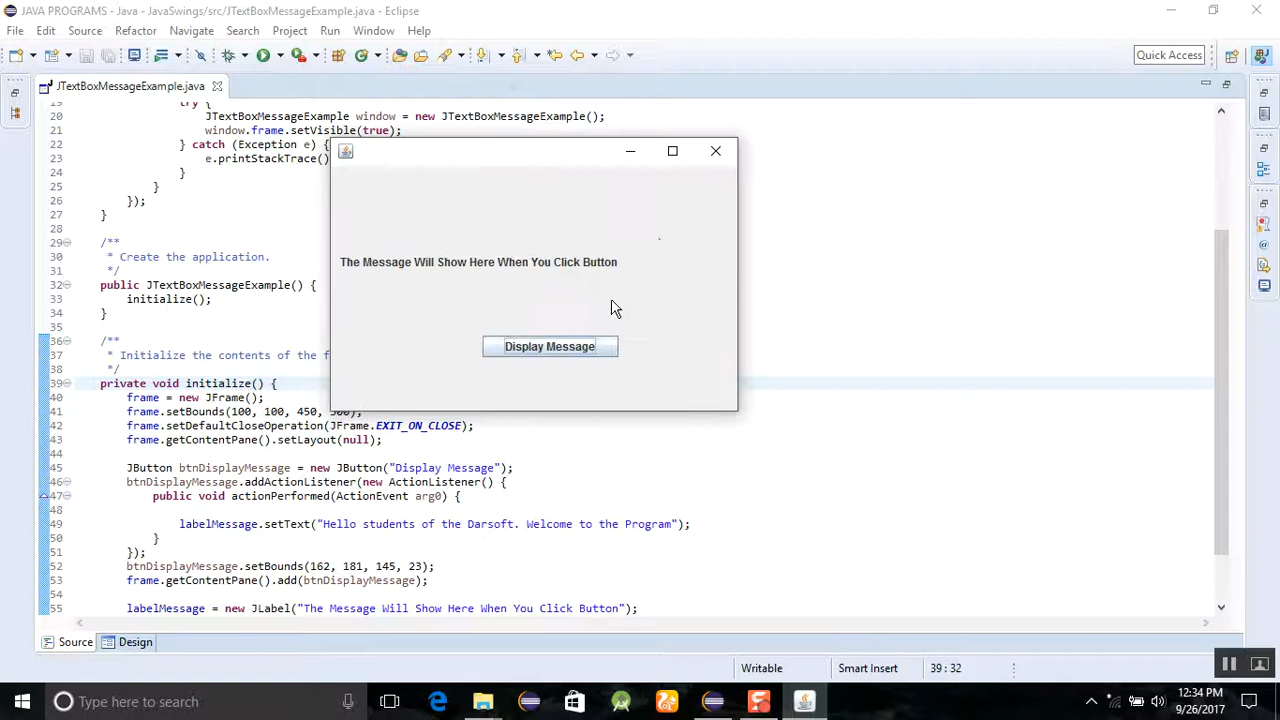 JAVA PROGRAMS - Java - JavaSwings/src/JTextBoxMessageExample.java - Eclipse
File Edit Source Refactor Navigate Search Project Run Window Help
Quick Access
JTextBoxMessageExample.java
19 try {
20 JTextBoxMessageExample window = new JTextBoxMessageExample();
21 window.frame.setVisible(true);
22 } catch (Exception e) {
23 e.printStackTrace()
24 }
25 }
26 });
27 }
28
29 /**
30 * Create the application.
31 */
32 public JTextBoxMessageExample() {
33 initialize();
34 }
35
36 /**
37 * Initialize the contents of the f
38 */
39 private void initialize() {
40 frame = new JFrame();
41 frame.setBounds(100, 100, 450, 300);
42 frame.setDefaultCloseOperation(JFrame.EXIT_ON_CLOSE);
43 frame.getContentPane().setLayout(null);
44
45 JButton btnDisplayMessage = new JButton("Display Message");
46 btnDisplayMessage.addActionListener(new ActionListener() {
47 public void actionPerformed(ActionEvent arg0) {
48
49 labelMessage.setText("Hello students of the Darsoft. Welcome to the Program");
50 }
51 });
52 btnDisplayMessage.setBounds(162, 181, 145, 23);
53 frame.getContentPane().add(btnDisplayMessage);
54
55 labelMessage = new JLabel("The Message Will Show Here When You Click Button");
The Message Will Show Here When You Click Button
Display Message
Source Design
Writable Smart Insert 39 : 32
Type here to search
12:34 PM
9/26/2017